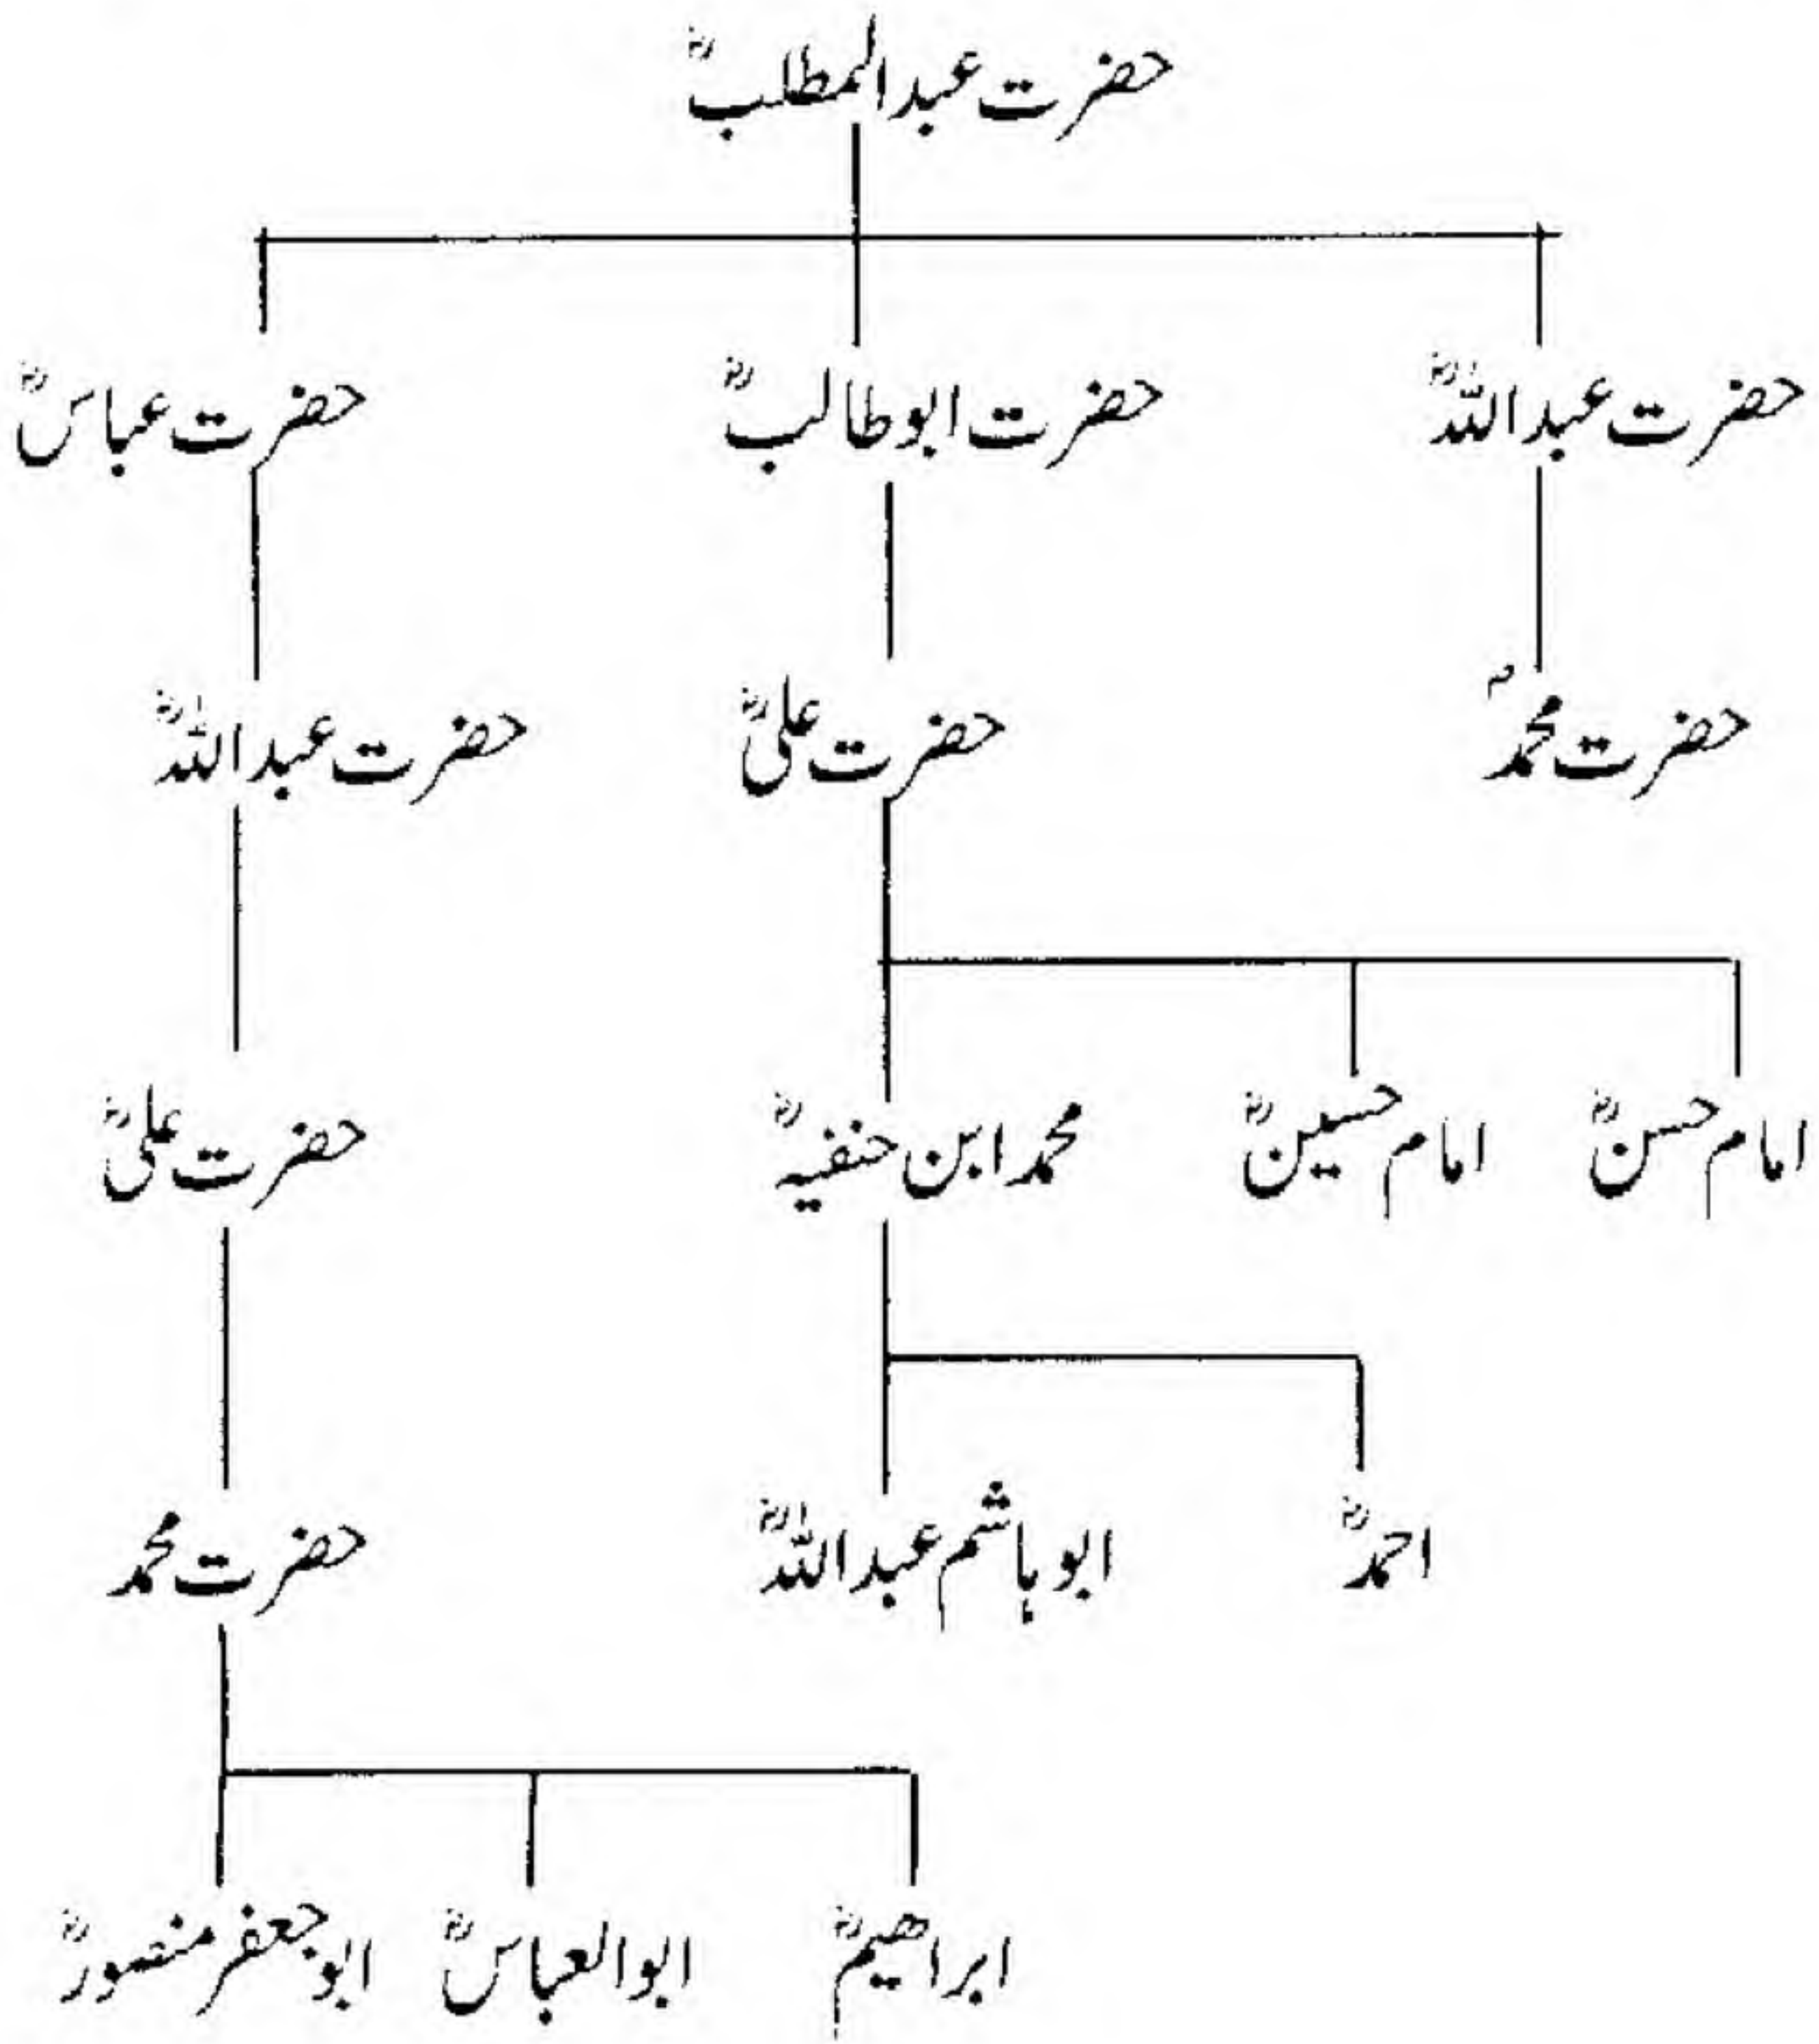 حضرت عبدالمطلبؓ
حضرت عبداللہؓ حضرت ابوطالبؓ حضرت عباسؓ
حضرت محمدؐ حضرت علیؓ حضرت عبداللہؓ
امام حسنؓ امام حسینؓ محمد ابن حنفیہؓ حضرت علیؓ
احمدؓ ابوہاشم عبداللہؓ حضرت محمد
ابراھیمؓ ابوالعباسؓ ابوجعفر منصورؓ